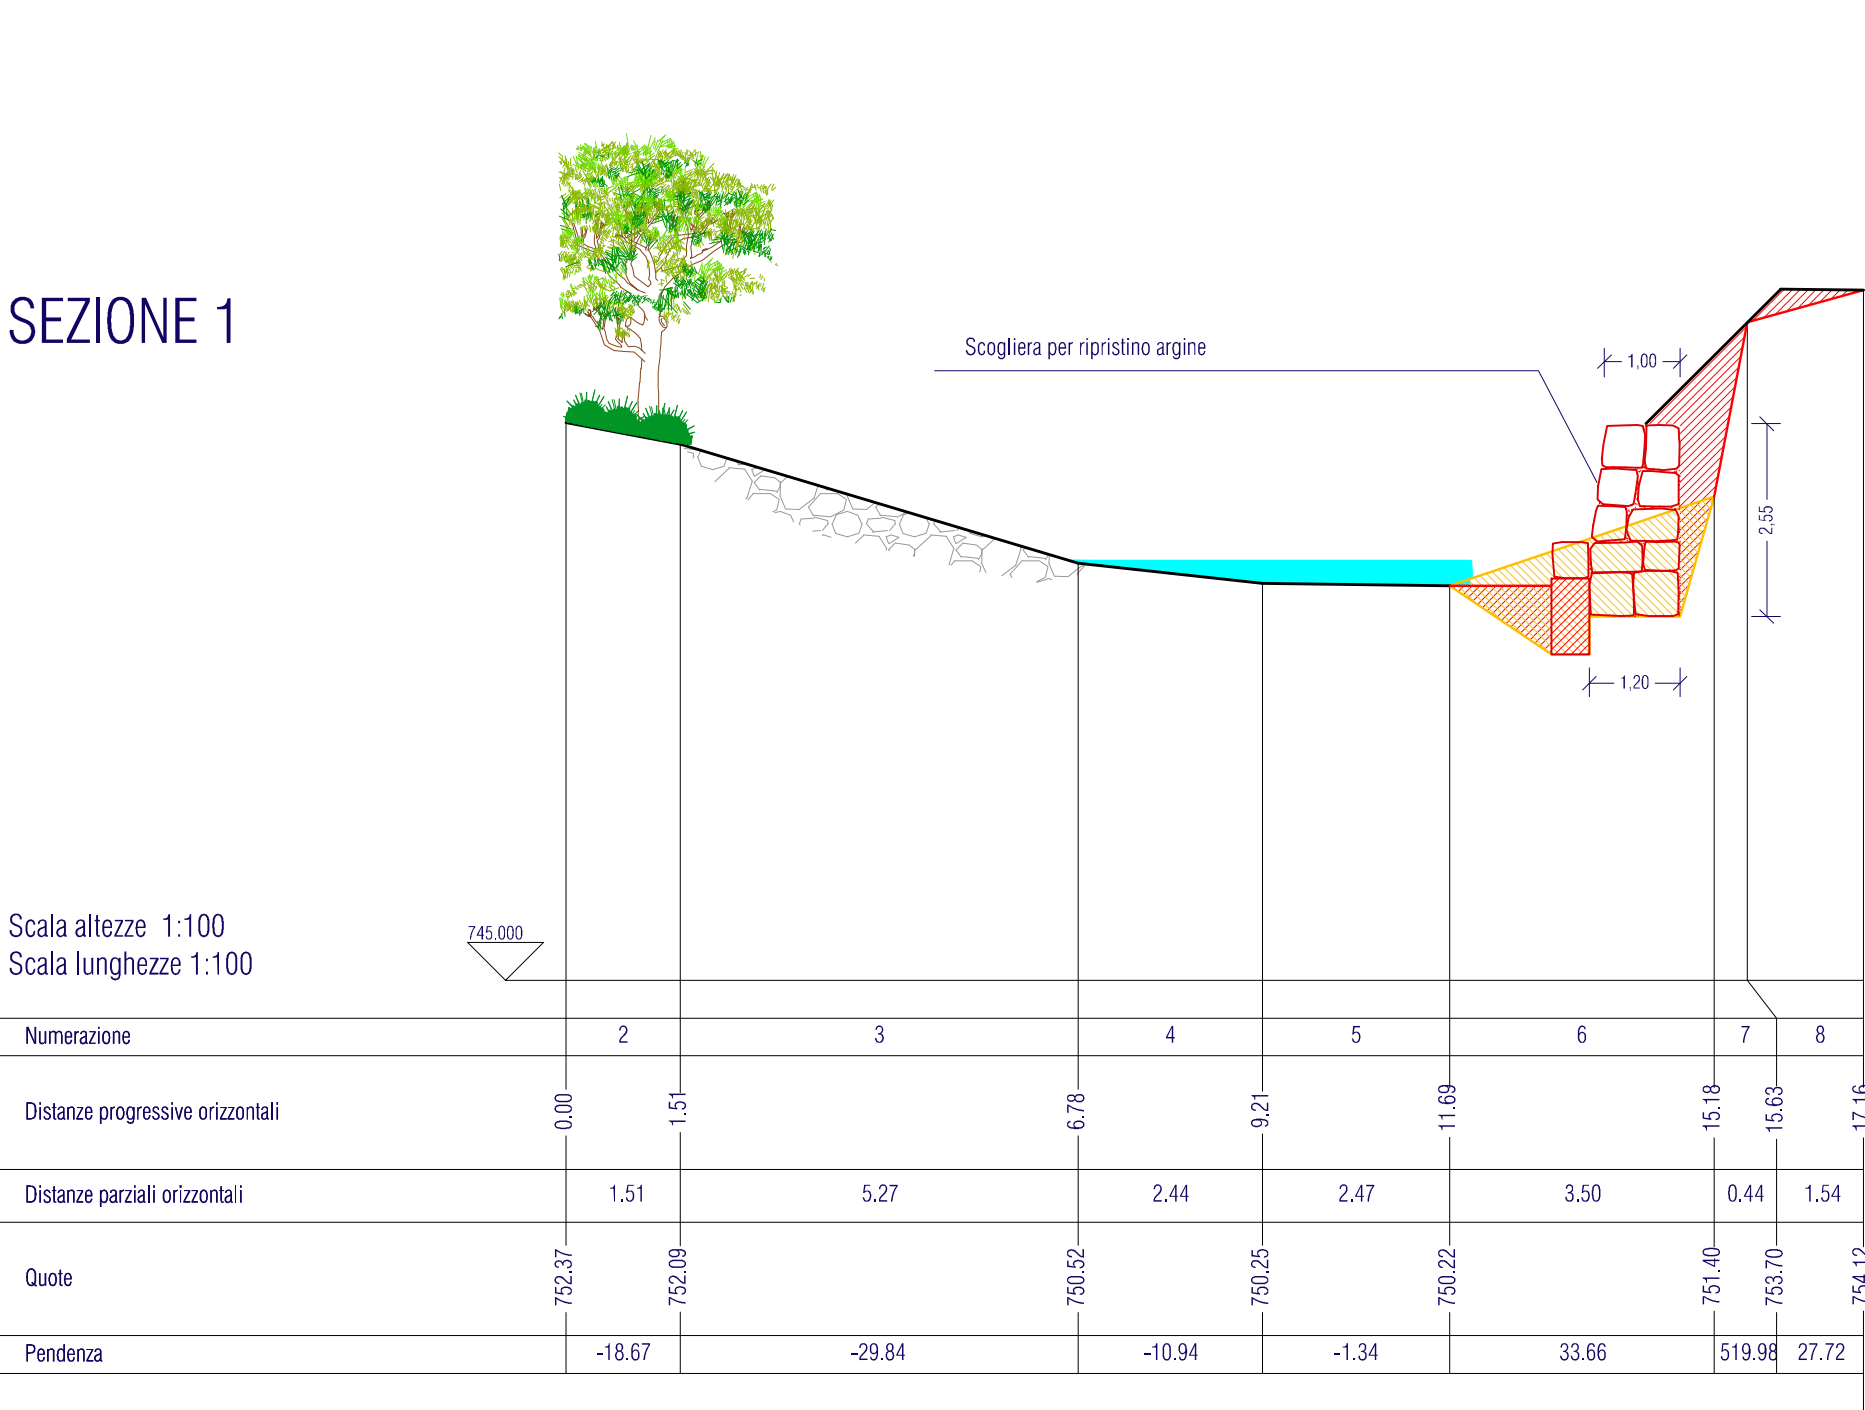 SEZIONE 1
Scogliera per ripristino argine
1,00
2,55
1,20
Scala altezze 1:100
Scala lunghezze 1:100
745.000
Numerazione 2 3 4 5 6 7 8
Distanze progressive orizzontali 0.00 1.51 6.78 9.21 11.69 15.18 15.63 17.16
Distanze parziali orizzontali 1.51 5.27 2.44 2.47 3.50 0.44 1.54
Quote 752.37 752.09 750.52 750.25 750.22 751.40 753.70 754.12
Pendenza -18.67 -29.84 -10.94 -1.34 33.66 519.98 27.72